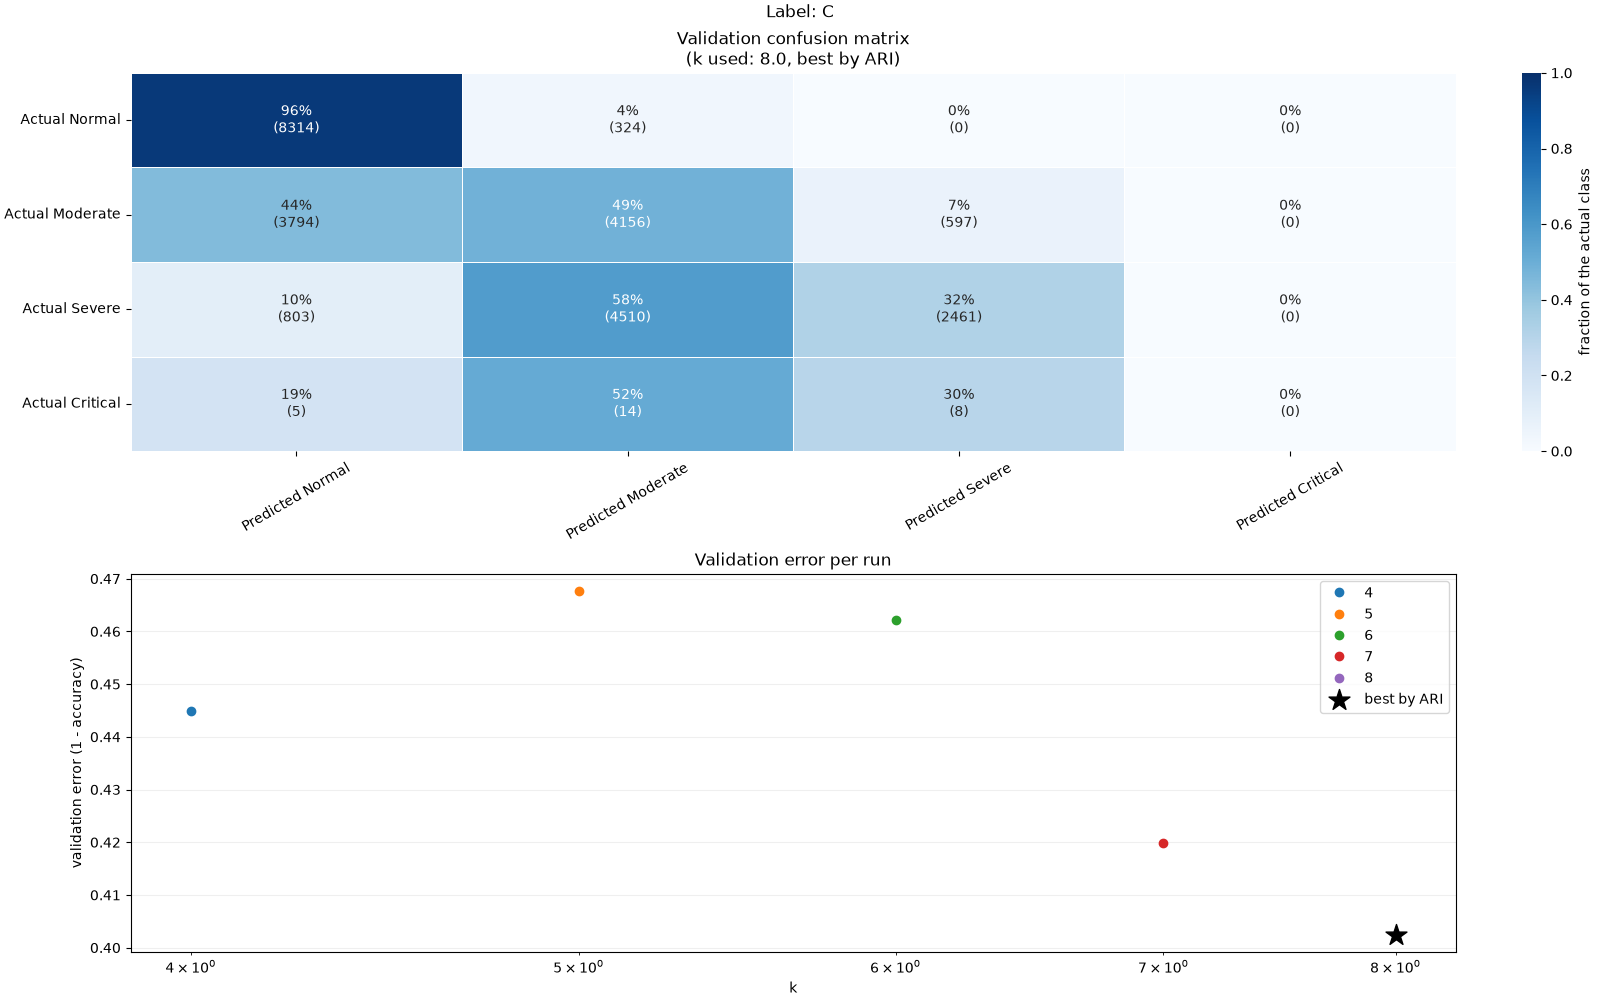 Label: C
Validation confusion matrix
(k used: 8.0, best by ARI)
Actual Normal
96%
(8314)
4%
(324)
0%
(0)
0%
(0)
Actual Moderate
44%
(3794)
49%
(4156)
7%
(597)
0%
(0)
Actual Severe
10%
(803)
58%
(4510)
32%
(2461)
0%
(0)
Actual Critical
19%
(5)
52%
(14)
30%
(8)
0%
(0)
Predicted Normal
Predicted Moderate
Predicted Severe
Predicted Critical
1.0
0.8
0.6
0.4
0.2
0.0
fraction of the actual class
Validation error per run
validation error (1 - accuracy)
0.47
0.46
0.45
0.44
0.43
0.42
0.41
0.40
4
5
6
7
8
best by ARI
4 × 10⁰
5 × 10⁰
6 × 10⁰
7 × 10⁰
8 × 10⁰
k